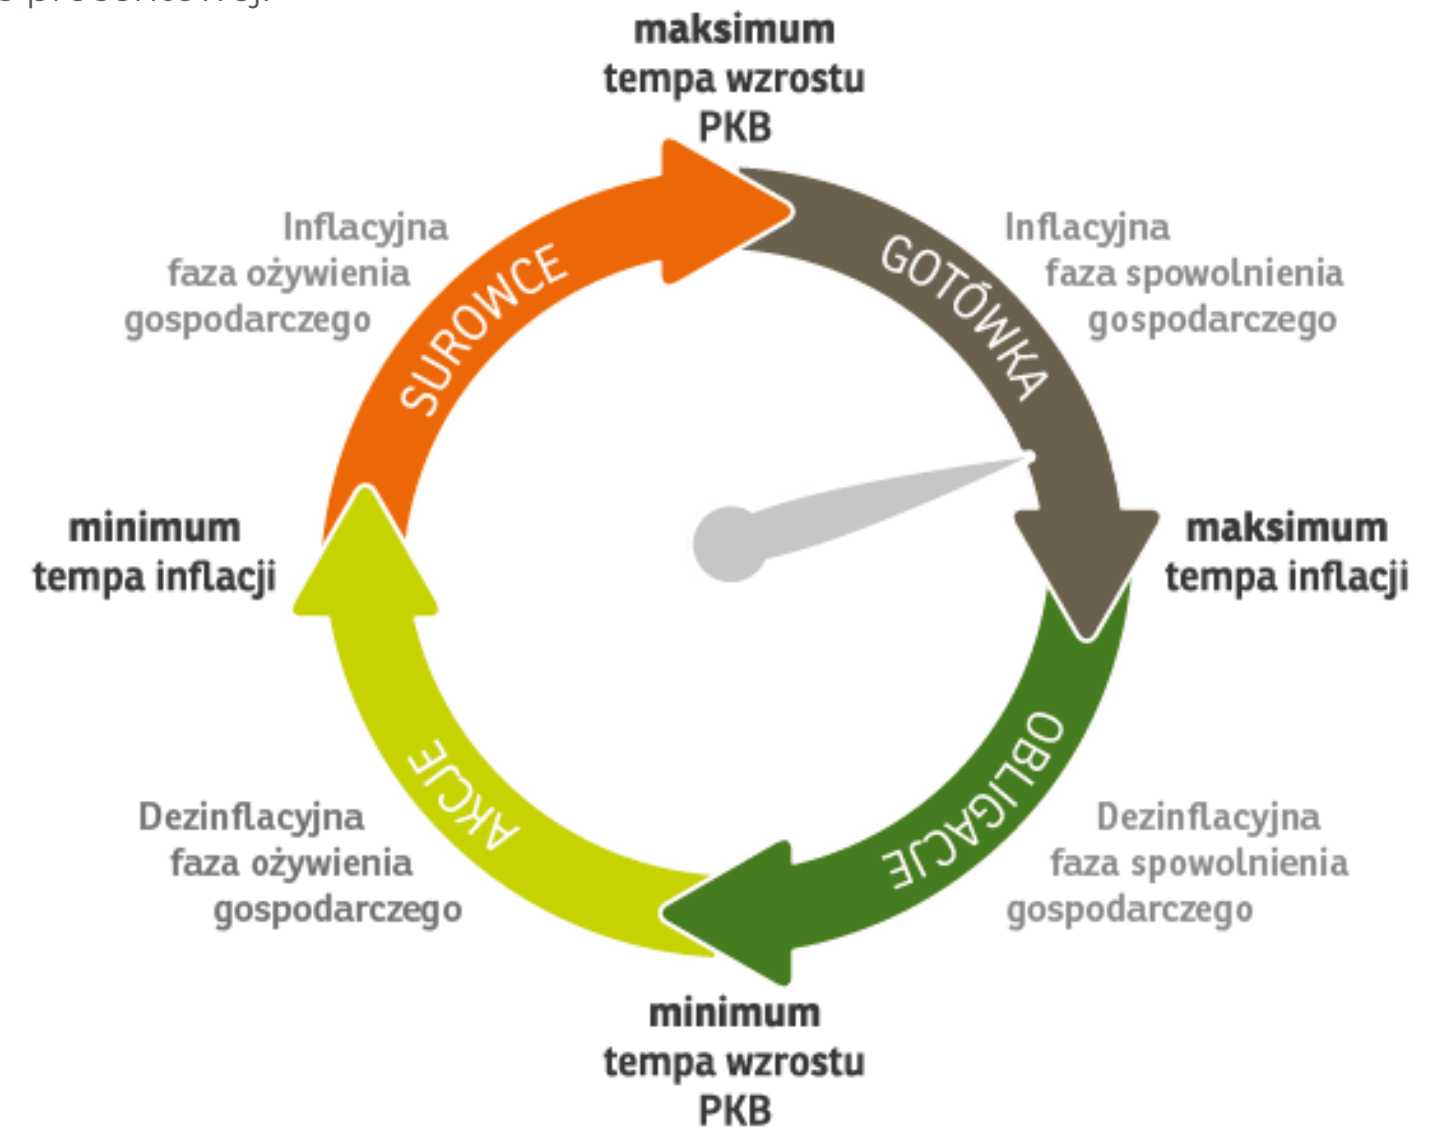 procentowej.
maksimum
tempa wzrostu
PKB
Inflacyjna
faza ożywienia
gospodarczego
SUROWCE
GOTÓWKA
Inflacyjna
faza spowolnienia
gospodarczego
minimum
tempa inflacji
maksimum
tempa inflacji
Dezinflacyjna
faza ożywienia
gospodarczego
AKCJE
OBLIGACJE
Dezinflacyjna
faza spowolnienia
gospodarczego
minimum
tempa wzrostu
PKB